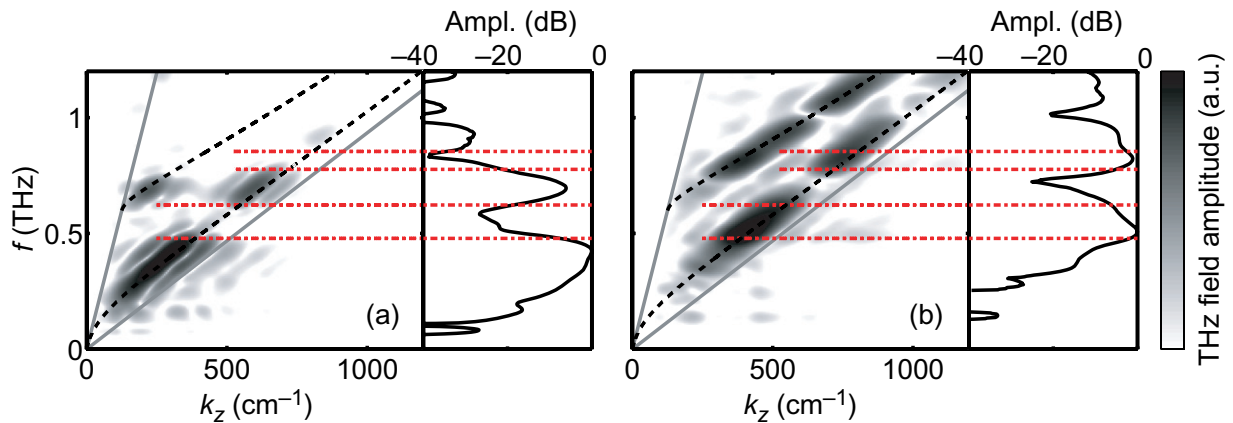 Ampl. (dB)
Ampl. (dB)
–40
–20
0
–40
–20
0
f (THz)
1
0.5
0
(a)
(b)
0
500
1000
0
500
1000
k_z (cm⁻¹)
k_z (cm⁻¹)
THz field amplitude (a.u.)